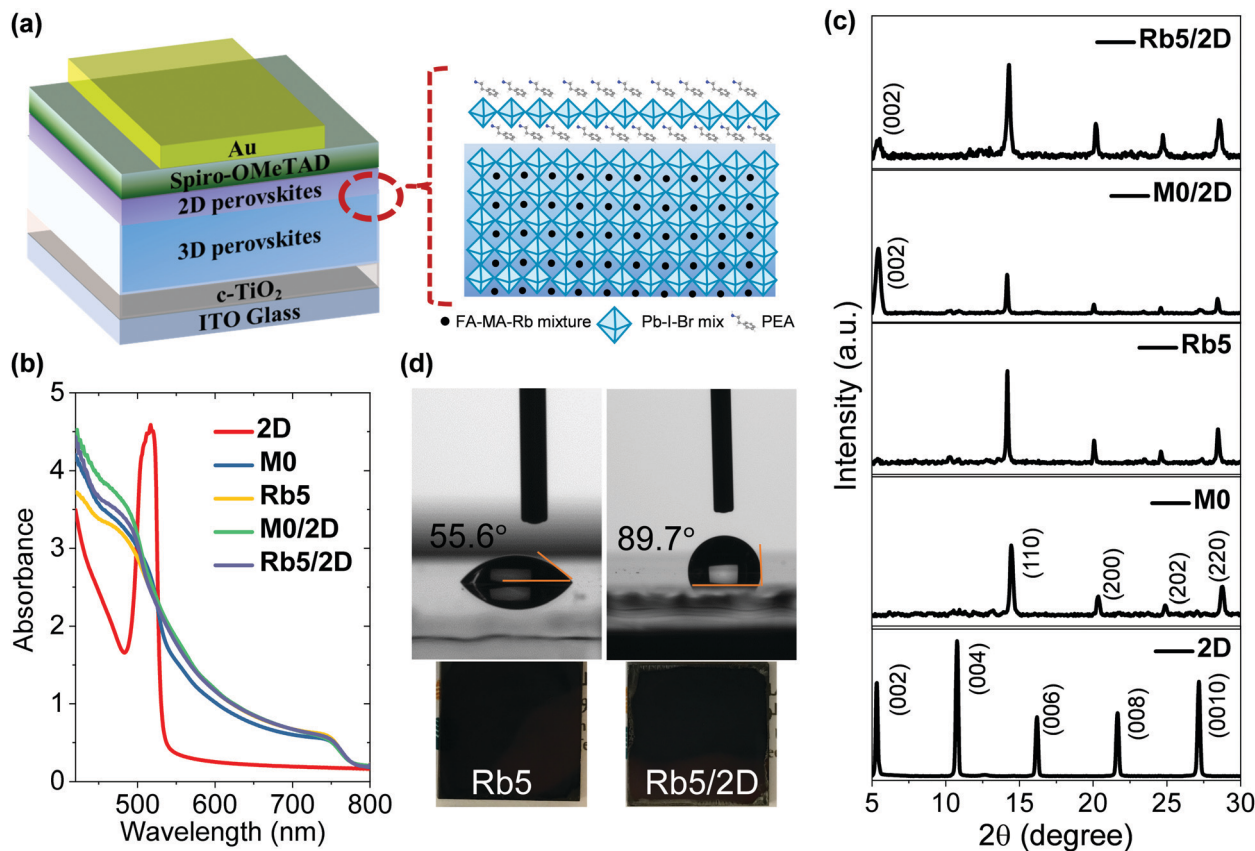 (a)
Au
Spiro-OMeTAD
2D perovskites
3D perovskites
c-TiO2
ITO Glass
FA-MA-Rb mixture
Pb-I-Br mix
PEA
(b)
5
4
3
2
1
0
Absorbance
2D
M0
Rb5
M0/2D
Rb5/2D
500
600
700
800
Wavelength (nm)
(d)
55.6°
89.7°
Rb5
Rb5/2D
(c)
Intensity (a.u.)
Rb5/2D
(002)
M0/2D
(002)
Rb5
M0
(110)
(200)
(202)
(220)
2D
(002)
(004)
(006)
(008)
(0010)
5
10
15
20
25
30
2θ (degree)